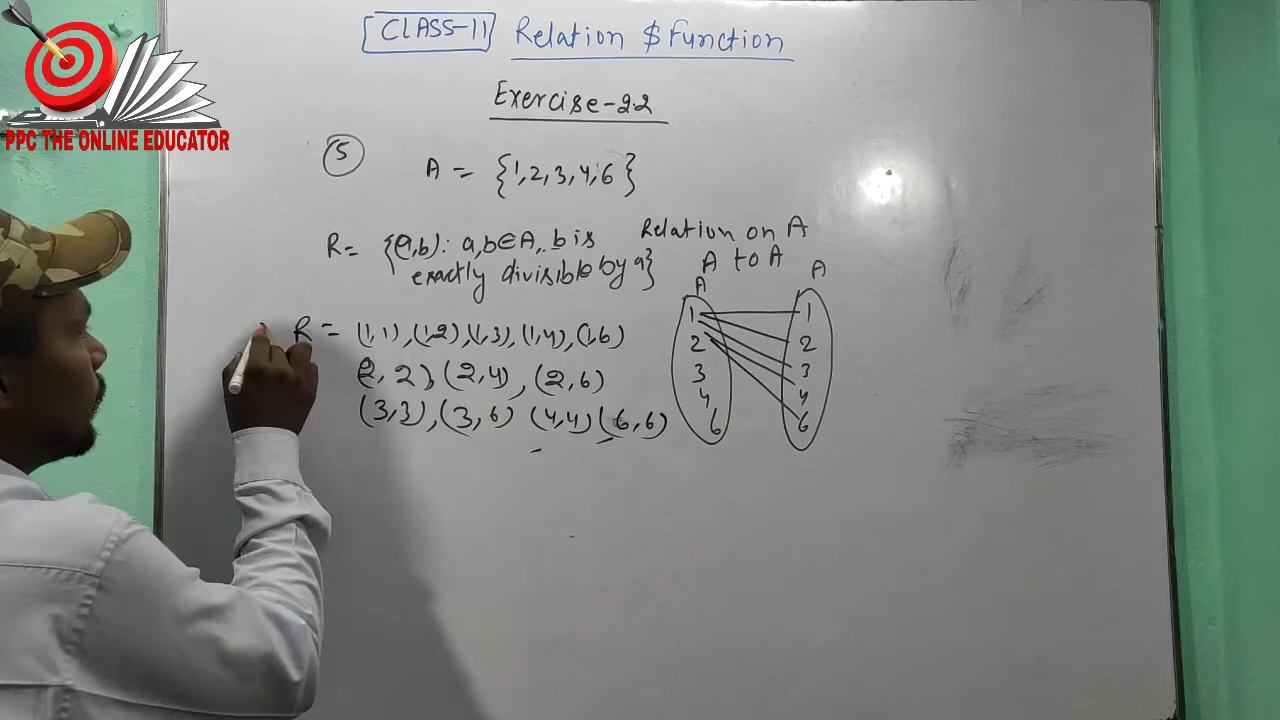 CLASS-11 Relation $ Function
PPC THE ONLINE EDUCATOR
Exercise-2.2
5
A = {1,2,3,4,6}
R = {(a,b): a,b∈A, b is
exactly divisible by a}
Relation on A
A to A
A A
R = (1,1),(1,2),(1,3),(1,4),(1,6)
(2,2),(2,4),(2,6)
(3,3),(3,6) (4,4)(6,6)
1 1
2 2
3 3
4 4
6 6